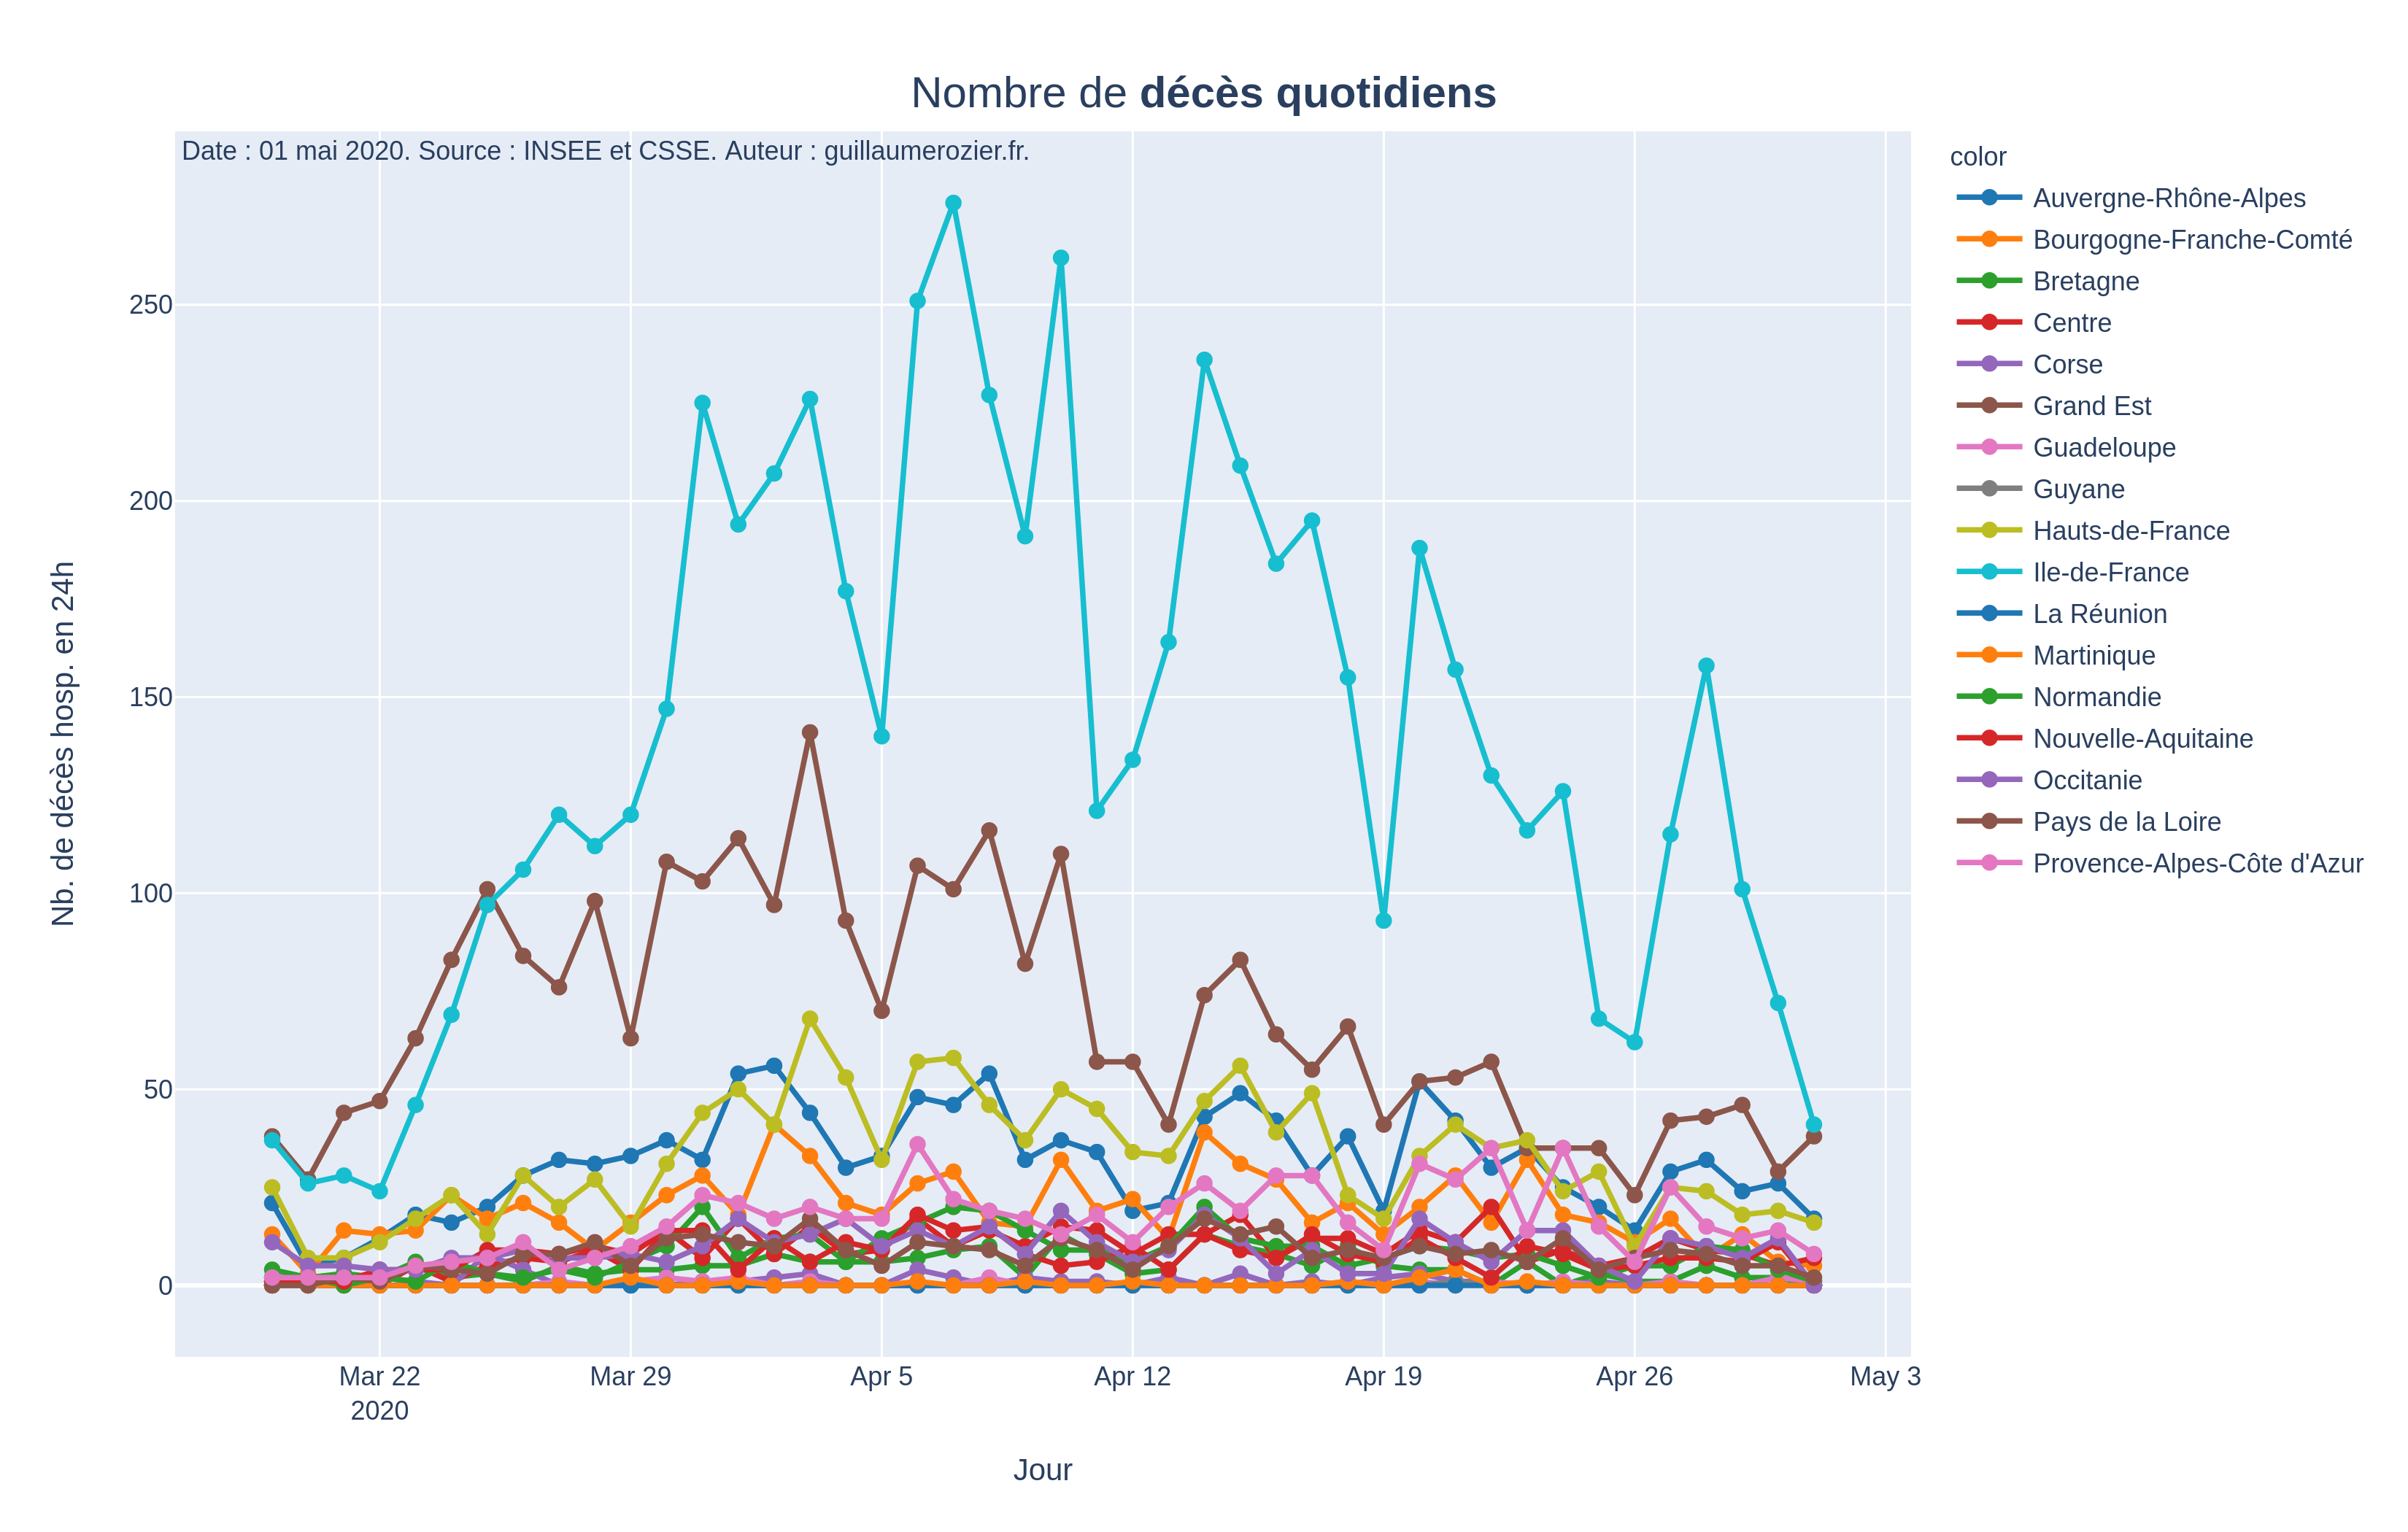 Nombre de décès quotidiens
Date : 01 mai 2020. Source : INSEE et CSSE. Auteur : guillaumerozier.fr.
color
Auvergne-Rhône-Alpes
Bourgogne-Franche-Comté
Bretagne
Centre
Corse
Grand Est
Guadeloupe
Guyane
Hauts-de-France
Ile-de-France
La Réunion
Martinique
Normandie
Nouvelle-Aquitaine
Occitanie
Pays de la Loire
Provence-Alpes-Côte d'Azur
Nb. de décès hosp. en 24h
250
200
150
100
50
0
Mar 22
2020
Mar 29
Apr 5
Apr 12
Apr 19
Apr 26
May 3
Jour